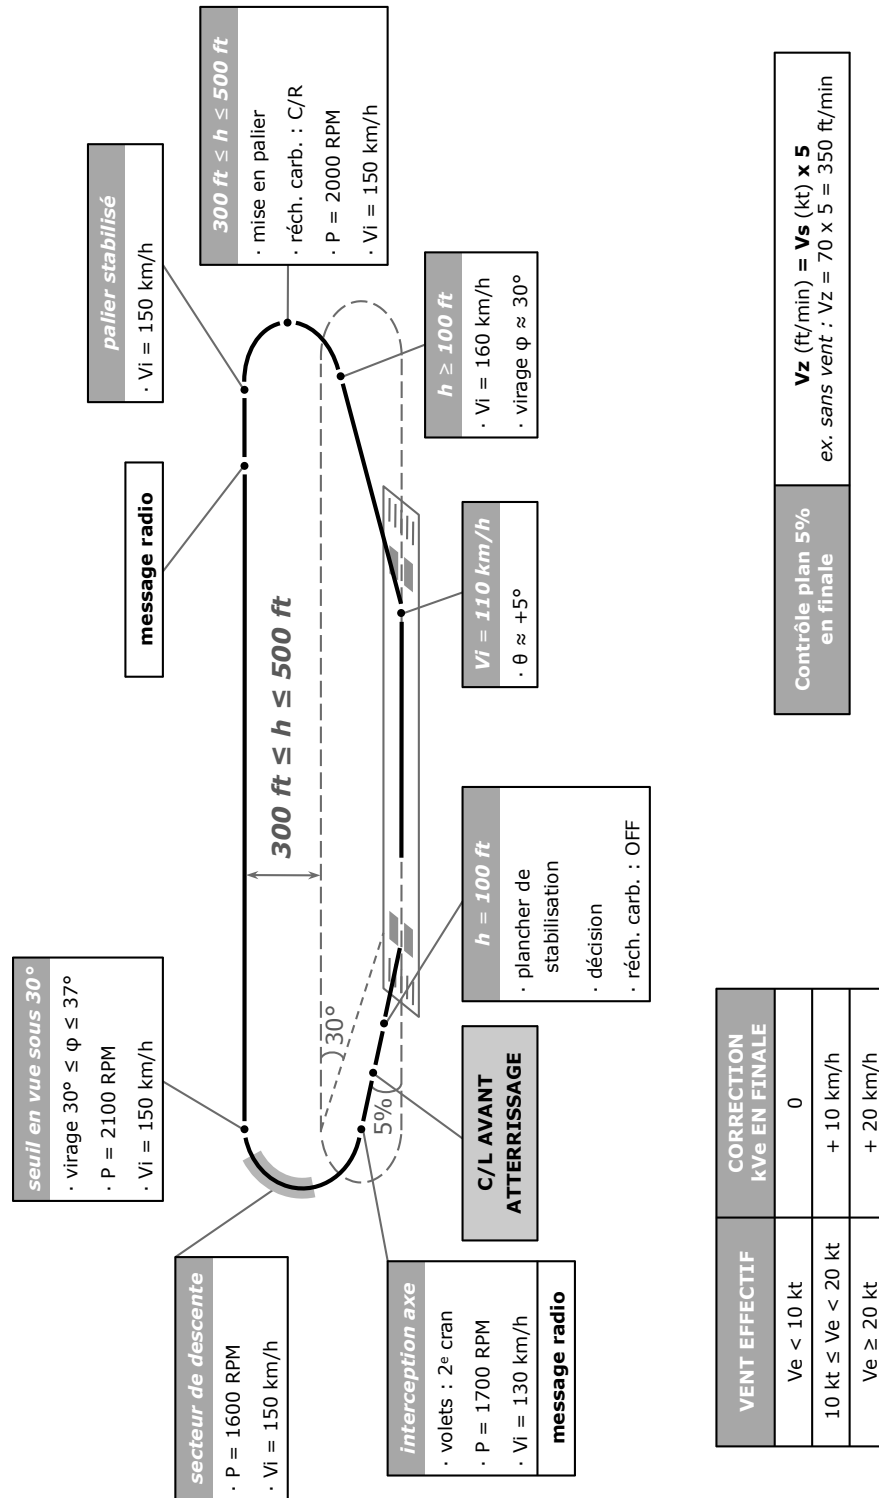 seuil en vue sous 30°
· virage 30° ≤ φ ≤ 37°
· P = 2100 RPM
· Vi = 150 km/h
message radio
palier stabilisé
· Vi = 150 km/h
300 ft ≤ h ≤ 500 ft
· mise en palier
· réch. carb. : C/R
· P = 2000 RPM
· Vi = 150 km/h
secteur de descente
· P = 1600 RPM
· Vi = 150 km/h
300 ft ≤ h ≤ 500 ft
30°
5%
h ≥ 100 ft
· Vi = 160 km/h
· virage φ ≈ 30°
interception axe
· volets : 2e cran
· P = 1700 RPM
· Vi = 130 km/h
message radio
C/L AVANT
ATTERRISSAGE
h = 100 ft
· plancher de
stabilisation
· décision
· réch. carb. : OFF
Vi = 110 km/h
· θ ≈ +5°
VENT EFFECTIF
CORRECTION
kVe EN FINALE
Ve < 10 kt
0
10 kt ≤ Ve < 20 kt
+ 10 km/h
Ve ≥ 20 kt
+ 20 km/h
Contrôle plan 5%
en finale
Vz (ft/min) = Vs (kt) x 5
ex. sans vent : Vz = 70 x 5 = 350 ft/min